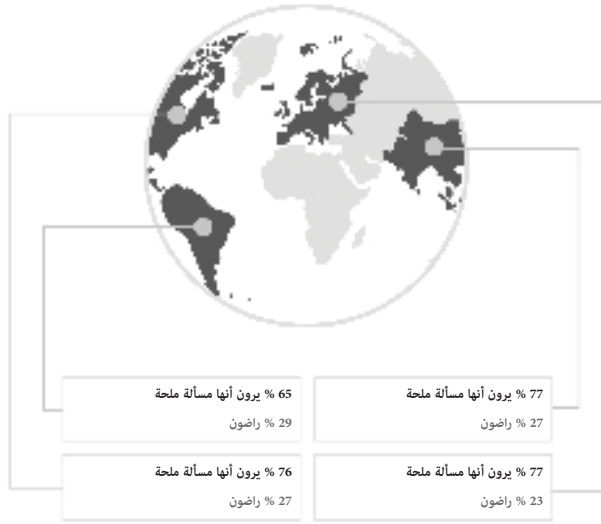 77 % يرون أنها مسألة ملحة
27 % راضون
65 % يرون أنها مسألة ملحة
29 % راضون
77 % يرون أنها مسألة ملحة
23 % راضون
76 % يرون أنها مسألة ملحة
27 % راضون